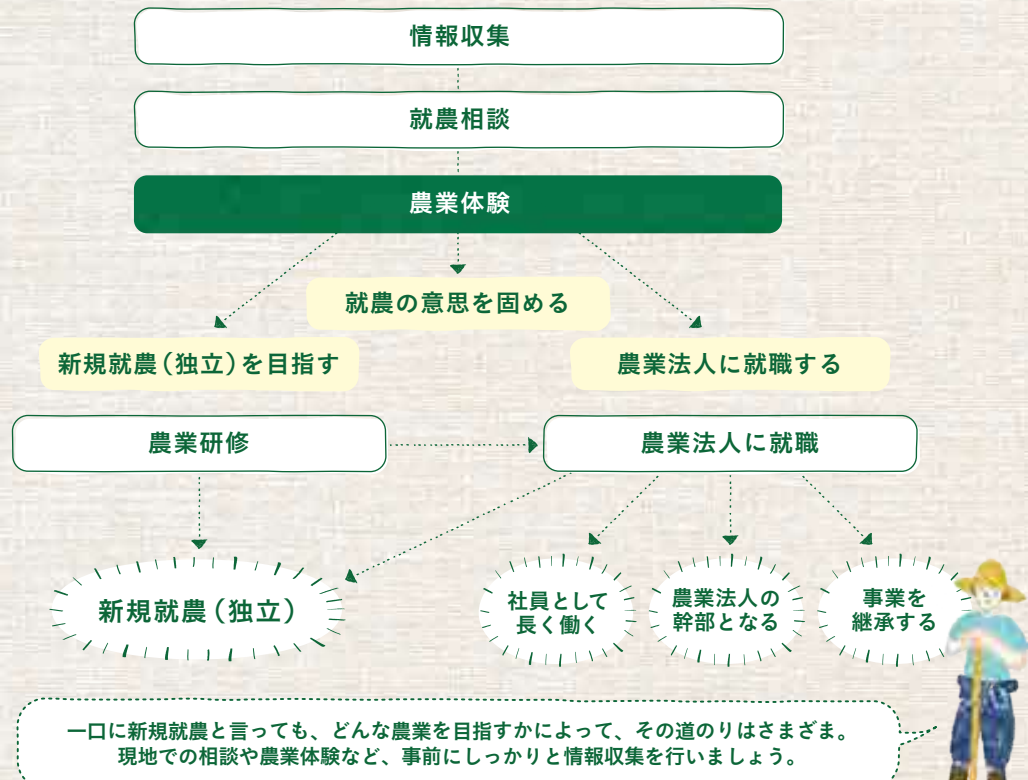 情報収集
就農相談
農業体験
就農の意思を固める
新規就農（独立）を目指す
農業法人に就職する
農業研修
農業法人に就職
新規就農（独立）
社員として
長く働く
農業法人の
幹部となる
事業を
継承する
一口に新規就農と言っても、どんな農業を目指すかによって、その道のりはさまざま。
現地での相談や農業体験など、事前にしっかりと情報収集を行いましょう。